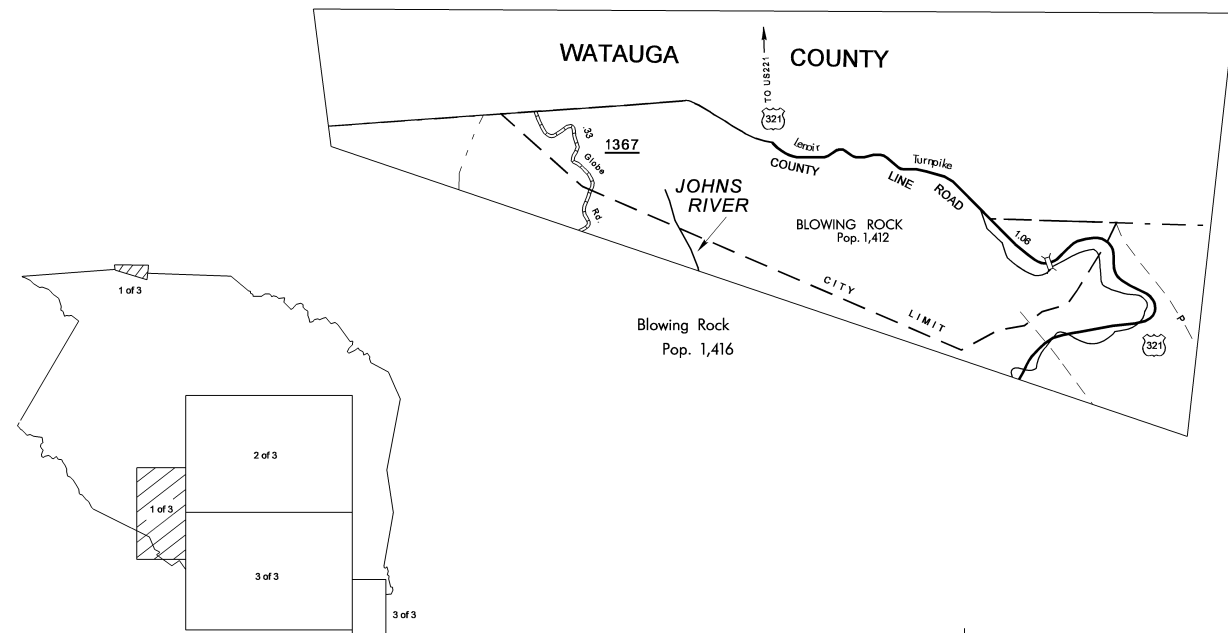 WATAUGA COUNTY
TO US221
321
.33
1367
Globe
Rd.
Lenoir
Turnpike
COUNTY LINE ROAD
JOHNS
RIVER
BLOWING ROCK
Pop. 1,412
1.06
CITY LIMIT
P
321
Blowing Rock
Pop. 1,416
1 of 3
2 of 3
1 of 3
3 of 3
3 of 3